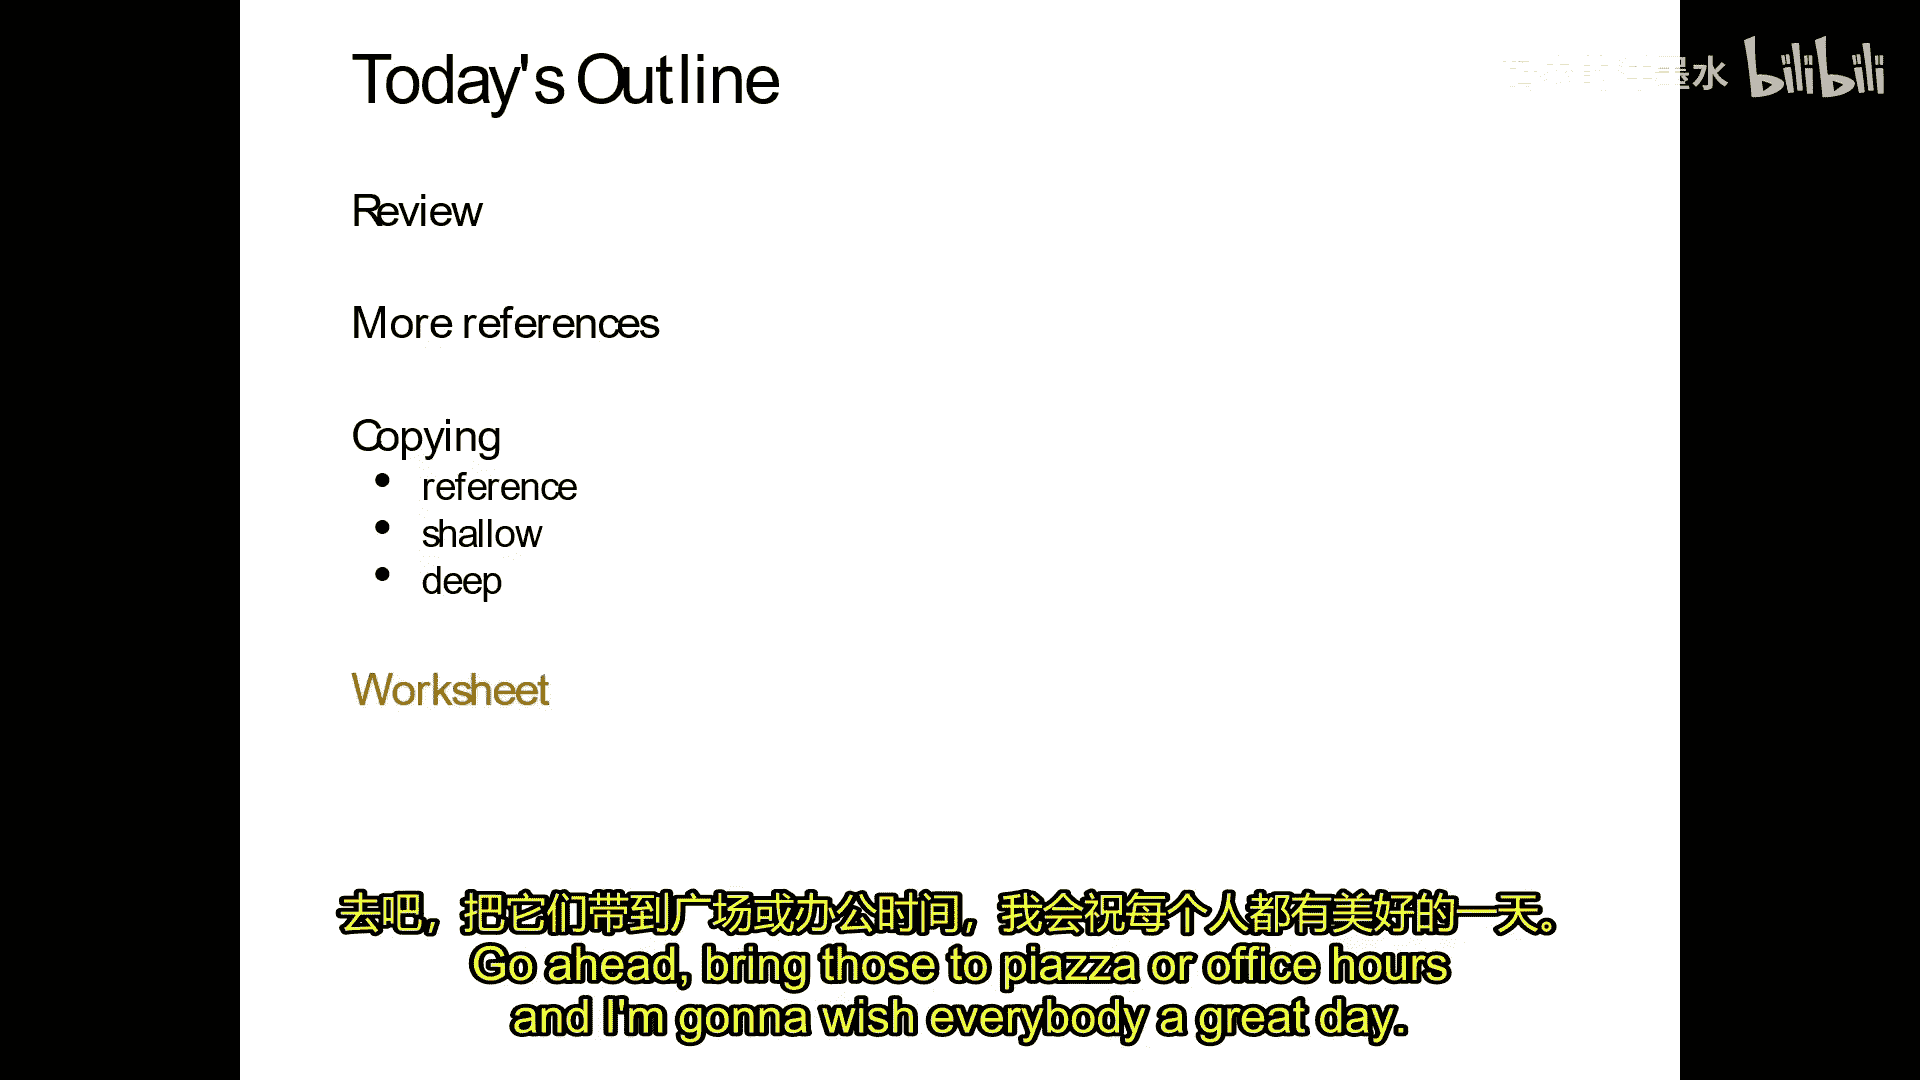 Today's Outline
墨水 bilibili
Review
More references
Copying
• reference
• shallow
• deep
Worksheet
去吧，把它们带到广场或办公时间，我会祝每个人都有美好的一天。
Go ahead, bring those to piazza or office hours
and I'm gonna wish everybody a great day.